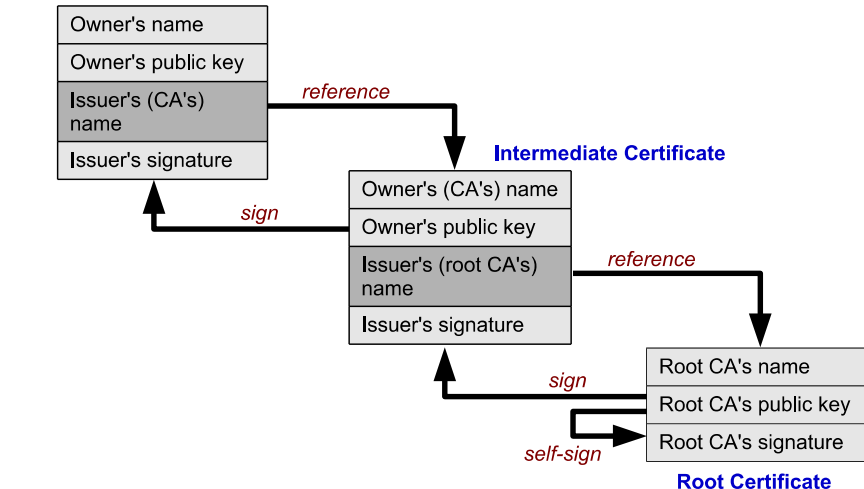 Owner's name
Owner's public key
Issuer's (CA's)
name
Issuer's signature
reference
sign
Intermediate Certificate
Owner's (CA's) name
Owner's public key
Issuer's (root CA's)
name
Issuer's signature
reference
sign
self-sign
Root CA's name
Root CA's public key
Root CA's signature
Root Certificate